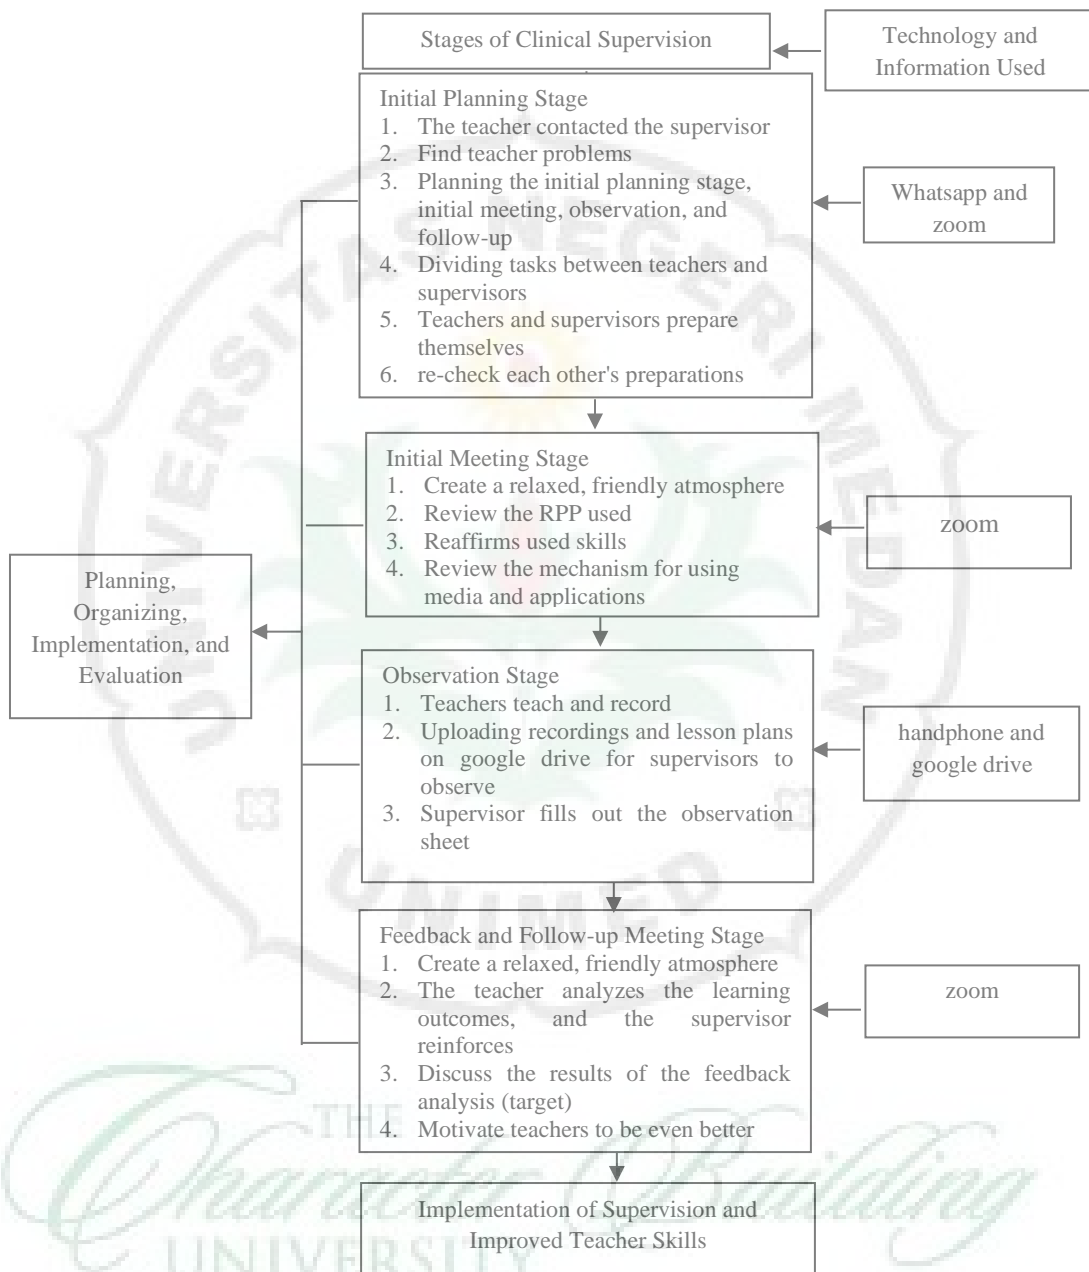 Stages of Clinical Supervision
Technology and
Information Used
Initial Planning Stage
1. The teacher contacted the supervisor
2. Find teacher problems
3. Planning the initial planning stage,
initial meeting, observation, and
follow-up
4. Dividing tasks between teachers and
supervisors
5. Teachers and supervisors prepare
themselves
6. re-check each other's preparations
Whatsapp and
zoom
Initial Meeting Stage
1. Create a relaxed, friendly atmosphere
2. Review the RPP used
3. Reaffirms used skills
4. Review the mechanism for using
media and applications
zoom
Planning,
Organizing,
Implementation, and
Evaluation
Observation Stage
1. Teachers teach and record
2. Uploading recordings and lesson plans
on google drive for supervisors to
observe
3. Supervisor fills out the observation
sheet
handphone and
google drive
Feedback and Follow-up Meeting Stage
1. Create a relaxed, friendly atmosphere
2. The teacher analyzes the learning
outcomes, and the supervisor
reinforces
3. Discuss the results of the feedback
analysis (target)
4. Motivate teachers to be even better
zoom
Implementation of Supervision and
Improved Teacher Skills
UNIVERSITAS NEGERI MEDAN
UNIMED
THE
Character Building
UNIVERSITY